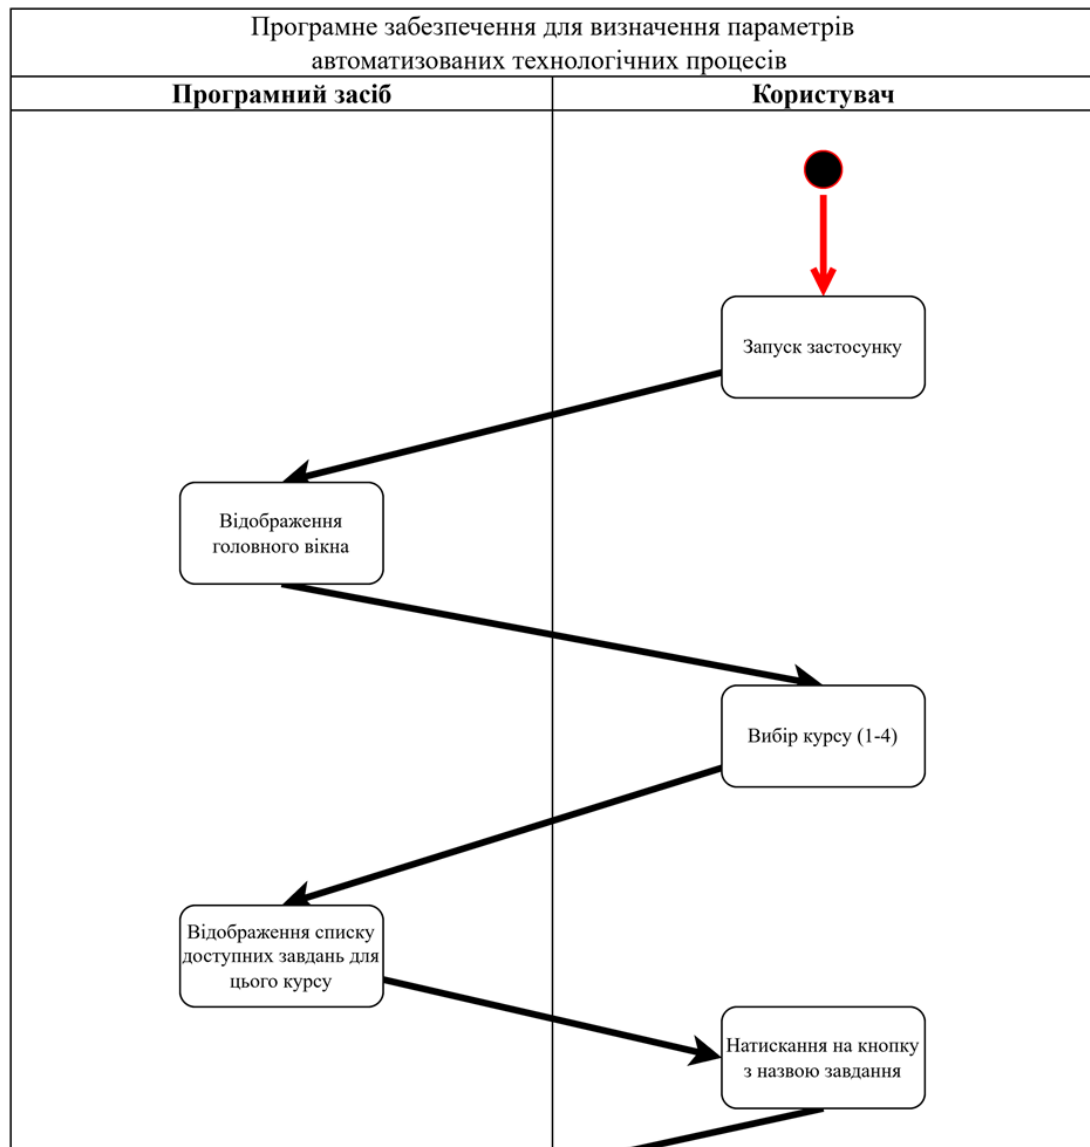 Програмне забезпечення для визначення параметрів
автоматизованих технологічних процесів
Програмний засіб
Користувач
Запуск застосунку
Відображення
головного вікна
Вибір курсу (1-4)
Відображення списку
доступних завдань для
цього курсу
Натискання на кнопку
з назвою завдання